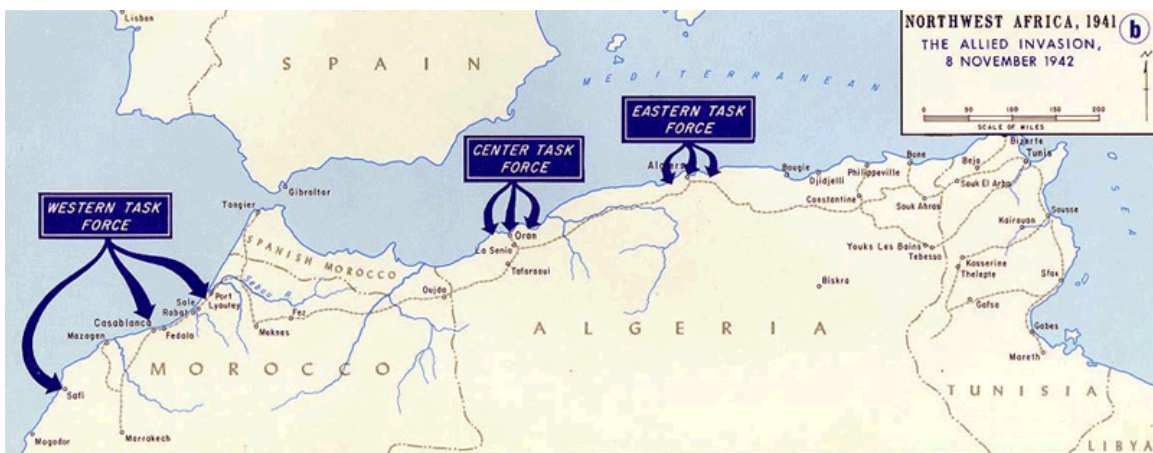 NORTHWEST AFRICA, 1941
b
THE ALLIED INVASION,
8 NOVEMBER 1942
0 50 100 150 200
SCALE OF MILES
Lisbon
SPAIN
MEDITERRANEAN
SEA
EASTERN TASK
FORCE
CENTER TASK
FORCE
WESTERN TASK
FORCE
Gibraltar
Tangier
SPANISH MOROCCO
Sebou R
Port
Lyautey
Sale
Rabat
Casablanca
Fedala
Mazagan
Safi
Mogador
Marrakech
Meknes
Fez
Oujda
MOROCCO
Oran
La Senia
Tafaraoui
Algiers
ALGERIA
Biskra
Bougie
Djidjelli
Philippeville
Constantine
Bone
Souk Ahras
Souk El Arba
Beja
Bizerte
Tunis
Sousse
Kairouan
Youks Les Bains
Tebessa
Kasserine
Thelepte
Gafsa
Sfax
Gabes
Mareth
TUNISIA
LIBYA